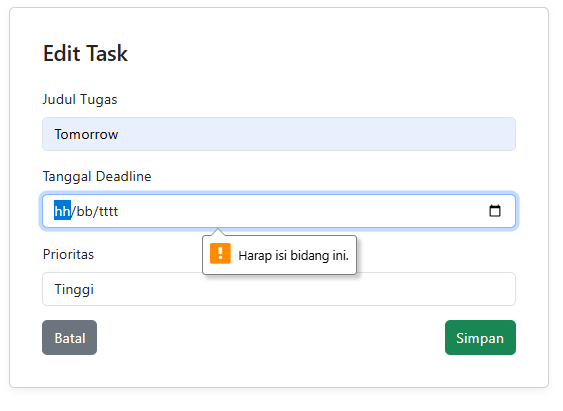 Edit Task
Judul Tugas
Tomorrow
Tanggal Deadline
hh/bb/tttt
Harap isi bidang ini.
Prioritas
Tinggi
Batal
Simpan